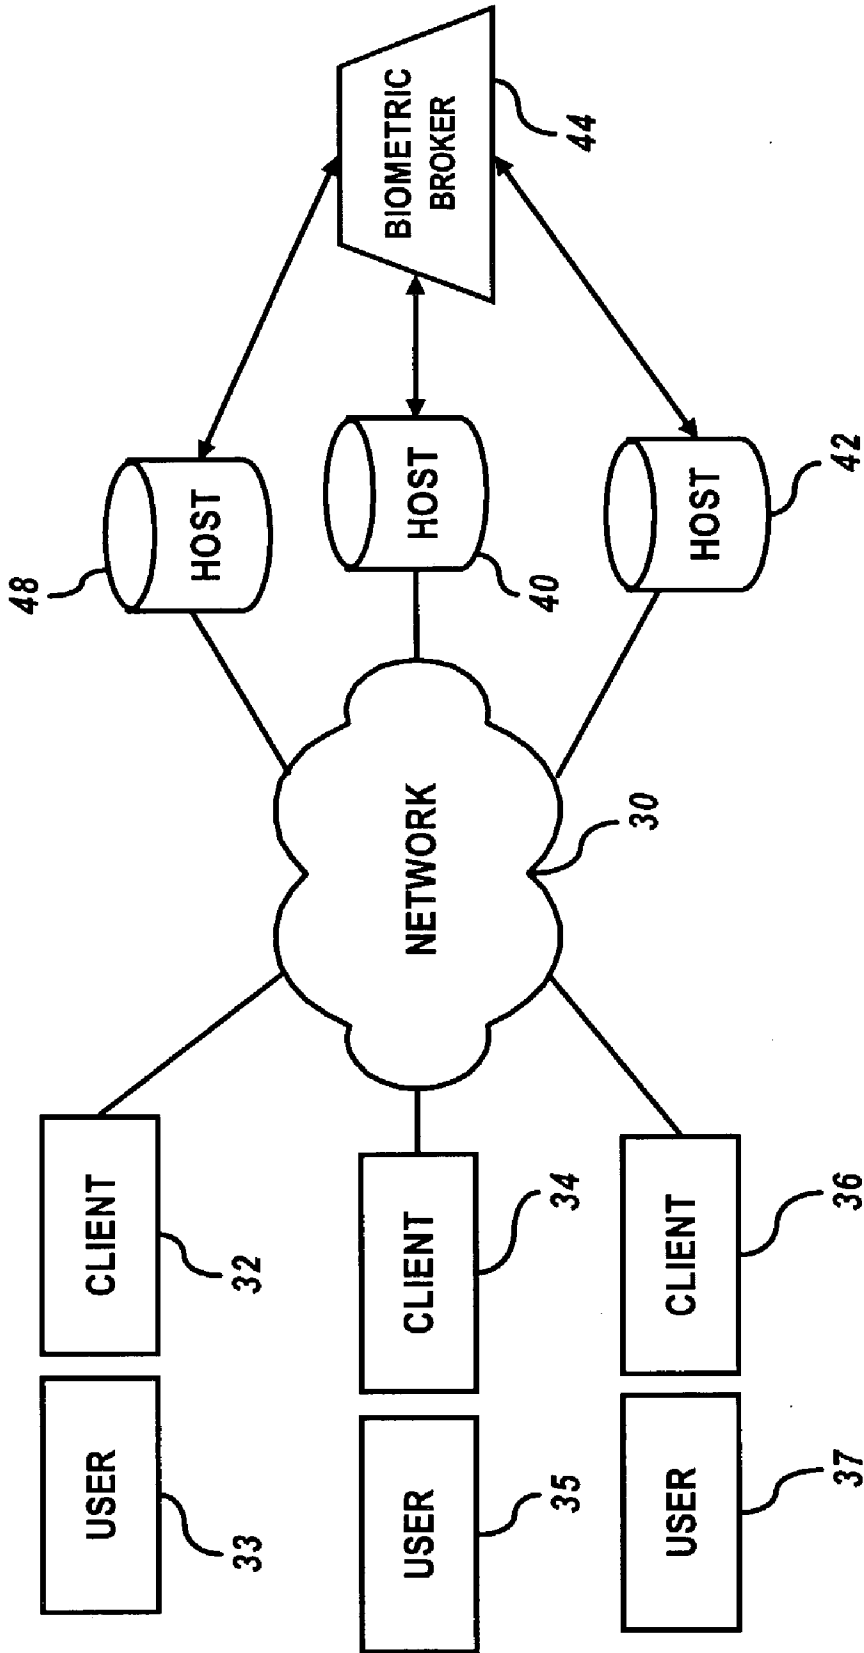 48
USER
CLIENT
HOST
33
32
BIOMETRIC
BROKER
USER
CLIENT
NETWORK
HOST
35
34
40
44
30
USER
CLIENT
HOST
37
36
42